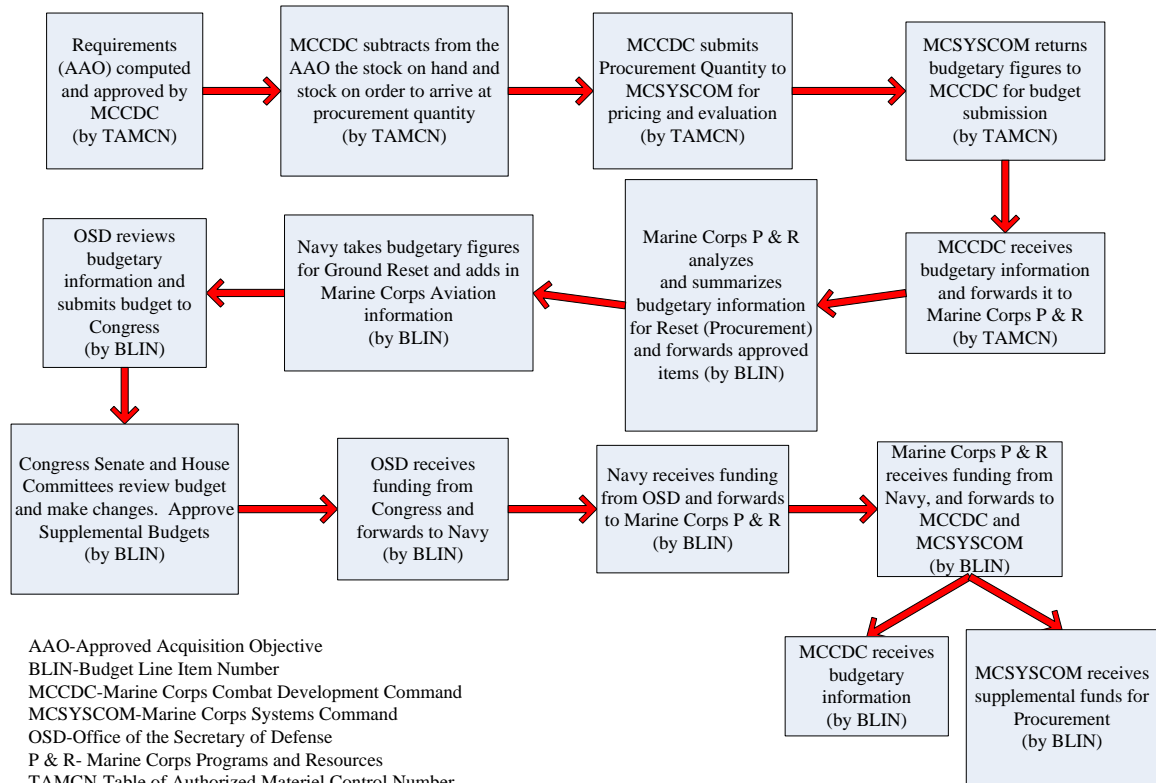 Requirements
(AAO) computed
and approved by
MCCDC
(by TAMCN)
MCCDC subtracts from the
AAO the stock on hand and
stock on order to arrive at
procurement quantity
(by TAMCN)
MCCDC submits
Procurement Quantity to
MCSYSCOM for
pricing and evaluation
(by TAMCN)
MCSYSCOM returns
budgetary figures to
MCCDC for budget
submission
(by TAMCN)
MCCDC receives
budgetary information
and forwards it to
Marine Corps P & R
(by TAMCN)
Marine Corps P & R
analyzes
and summarizes
budgetary information
for Reset (Procurement)
and forwards approved
items (by BLIN)
Navy takes budgetary figures
for Ground Reset and adds in
Marine Corps Aviation
information
(by BLIN)
OSD reviews
budgetary
information and
submits budget to
Congress
(by BLIN)
Congress Senate and House
Committees review budget
and make changes.  Approve
Supplemental Budgets
(by BLIN)
OSD receives
funding from
Congress and
forwards to Navy
(by BLIN)
Navy receives funding
from OSD and forwards
to Marine Corps P & R
(by BLIN)
Marine Corps P & R
receives funding from
Navy, and forwards to
MCCDC and
MCSYSCOM
(by BLIN)
MCCDC receives
budgetary
information
(by BLIN)
MCSYSCOM receives
supplemental funds for
Procurement
(by BLIN)
AAO-Approved Acquisition Objective
BLIN-Budget Line Item Number
MCCDC-Marine Corps Combat Development Command
MCSYSCOM-Marine Corps Systems Command
OSD-Office of the Secretary of Defense
P & R- Marine Corps Programs and Resources
TAMCN-Table of Authorized Materiel Control Number